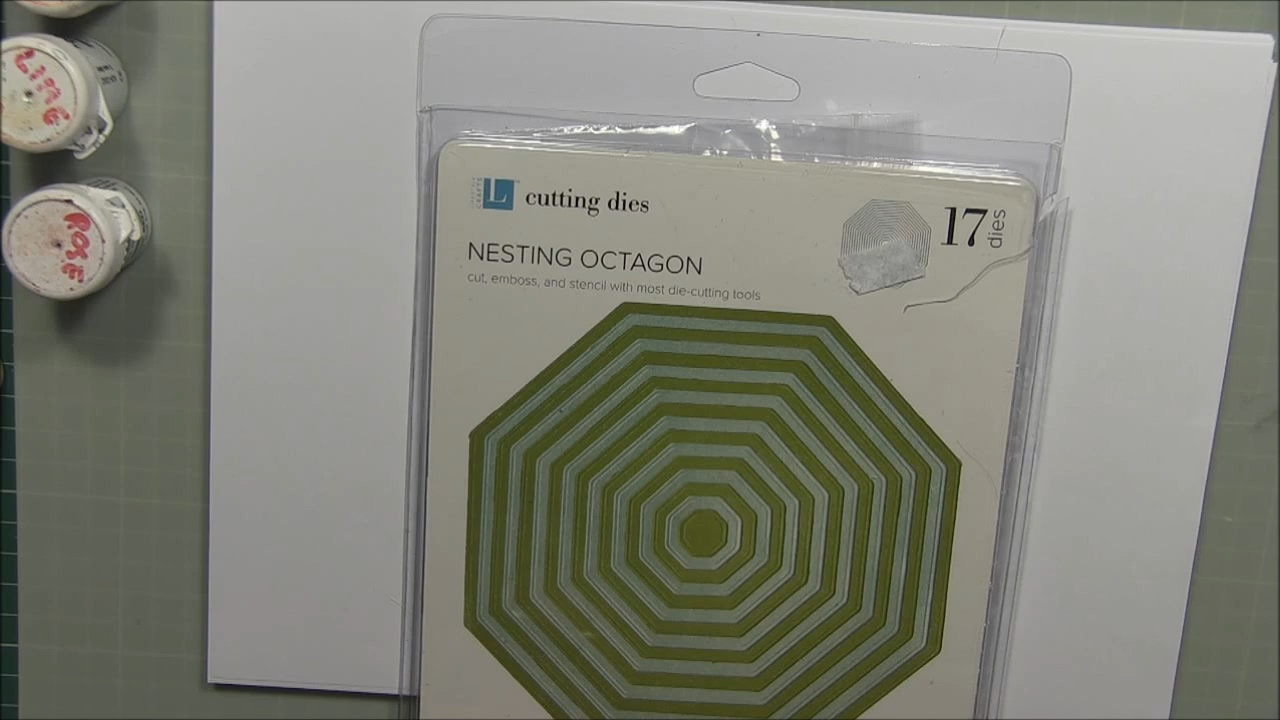 LIME
ROSE
L cutting dies
17 dies
NESTING OCTAGON
cut, emboss, and stencil with most die-cutting tools